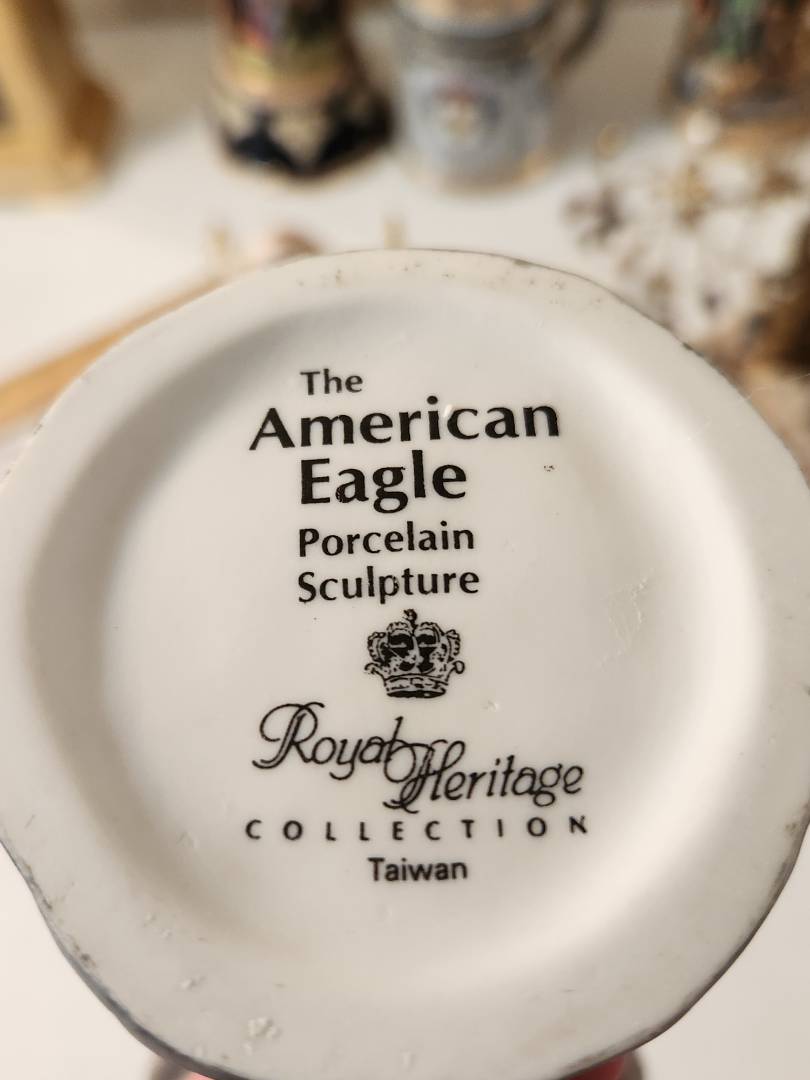 The
American
Eagle
Porcelain
Sculpture
Royal Heritage
COLLECTION
Taiwan